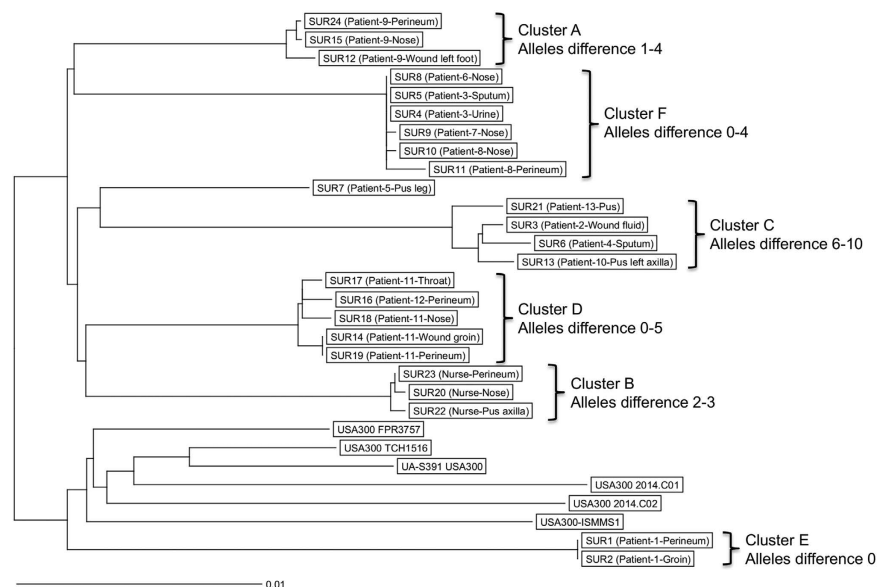 SUR24 (Patient-9-Perineum)
SUR15 (Patient-9-Nose)
SUR12 (Patient-9-Wound left foot)
Cluster A
Alleles difference 1-4
SUR8 (Patient-6-Nose)
SUR5 (Patient-3-Sputum)
SUR4 (Patient-3-Urine)
SUR9 (Patient-7-Nose)
SUR10 (Patient-8-Nose)
SUR11 (Patient-8-Perineum)
Cluster F
Alleles difference 0-4
SUR7 (Patient-5-Pus leg)
SUR21 (Patient-13-Pus)
SUR3 (Patient-2-Wound fluid)
SUR6 (Patient-4-Sputum)
SUR13 (Patient-10-Pus left axilla)
Cluster C
Alleles difference 6-10
SUR17 (Patient-11-Throat)
SUR16 (Patient-12-Perineum)
SUR18 (Patient-11-Nose)
SUR14 (Patient-11-Wound groin)
SUR19 (Patient-11-Perineum)
Cluster D
Alleles difference 0-5
SUR23 (Nurse-Perineum)
SUR20 (Nurse-Nose)
SUR22 (Nurse-Pus axilla)
Cluster B
Alleles difference 2-3
USA300 FPR3757
USA300 TCH1516
UA-S391 USA300
USA300 2014.C01
USA300 2014.C02
USA300-ISMMS1
SUR1 (Patient-1-Perineum)
SUR2 (Patient-1-Groin)
Cluster E
Alleles difference 0
0.01